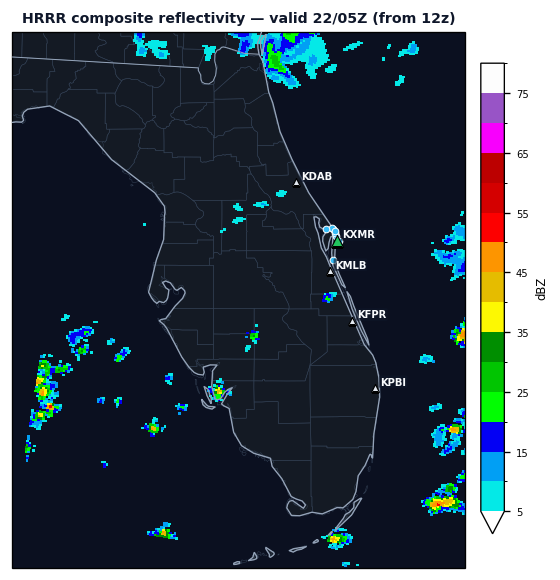 HRRR composite reflectivity — valid 22/05Z (from 12z)
KDAB
KXMR
KMLB
KFPR
KPBI
75
65
55
45
35
25
15
5
dBZ